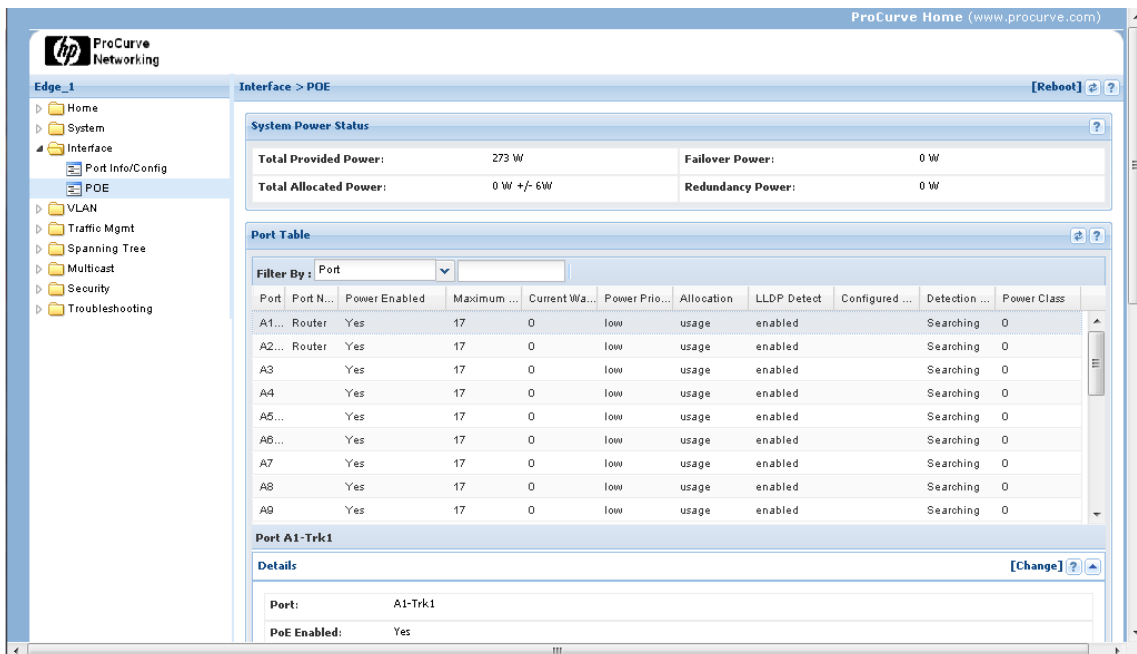 ProCurve Home (www.procurve.com)
hp ProCurve
Networking
Edge_1
Home
System
Interface
Port Info/Config
POE
VLAN
Traffic Mgmt
Spanning Tree
Multicast
Security
Troubleshooting
Interface > POE [Reboot] ?
System Power Status ?
Total Provided Power: 273 W Failover Power: 0 W
Total Allocated Power: 0 W +/- 6W Redundancy Power: 0 W
Port Table ?
Filter By : Port
Port Port N... Power Enabled Maximum ... Current Wa... Power Prio... Allocation LLDP Detect Configured ... Detection ... Power Class
A1... Router Yes 17 0 low usage enabled Searching 0
A2... Router Yes 17 0 low usage enabled Searching 0
A3 Yes 17 0 low usage enabled Searching 0
A4 Yes 17 0 low usage enabled Searching 0
A5... Yes 17 0 low usage enabled Searching 0
A6... Yes 17 0 low usage enabled Searching 0
A7 Yes 17 0 low usage enabled Searching 0
A8 Yes 17 0 low usage enabled Searching 0
A9 Yes 17 0 low usage enabled Searching 0
Port A1-Trk1
Details [Change] ?
Port: A1-Trk1
PoE Enabled: Yes